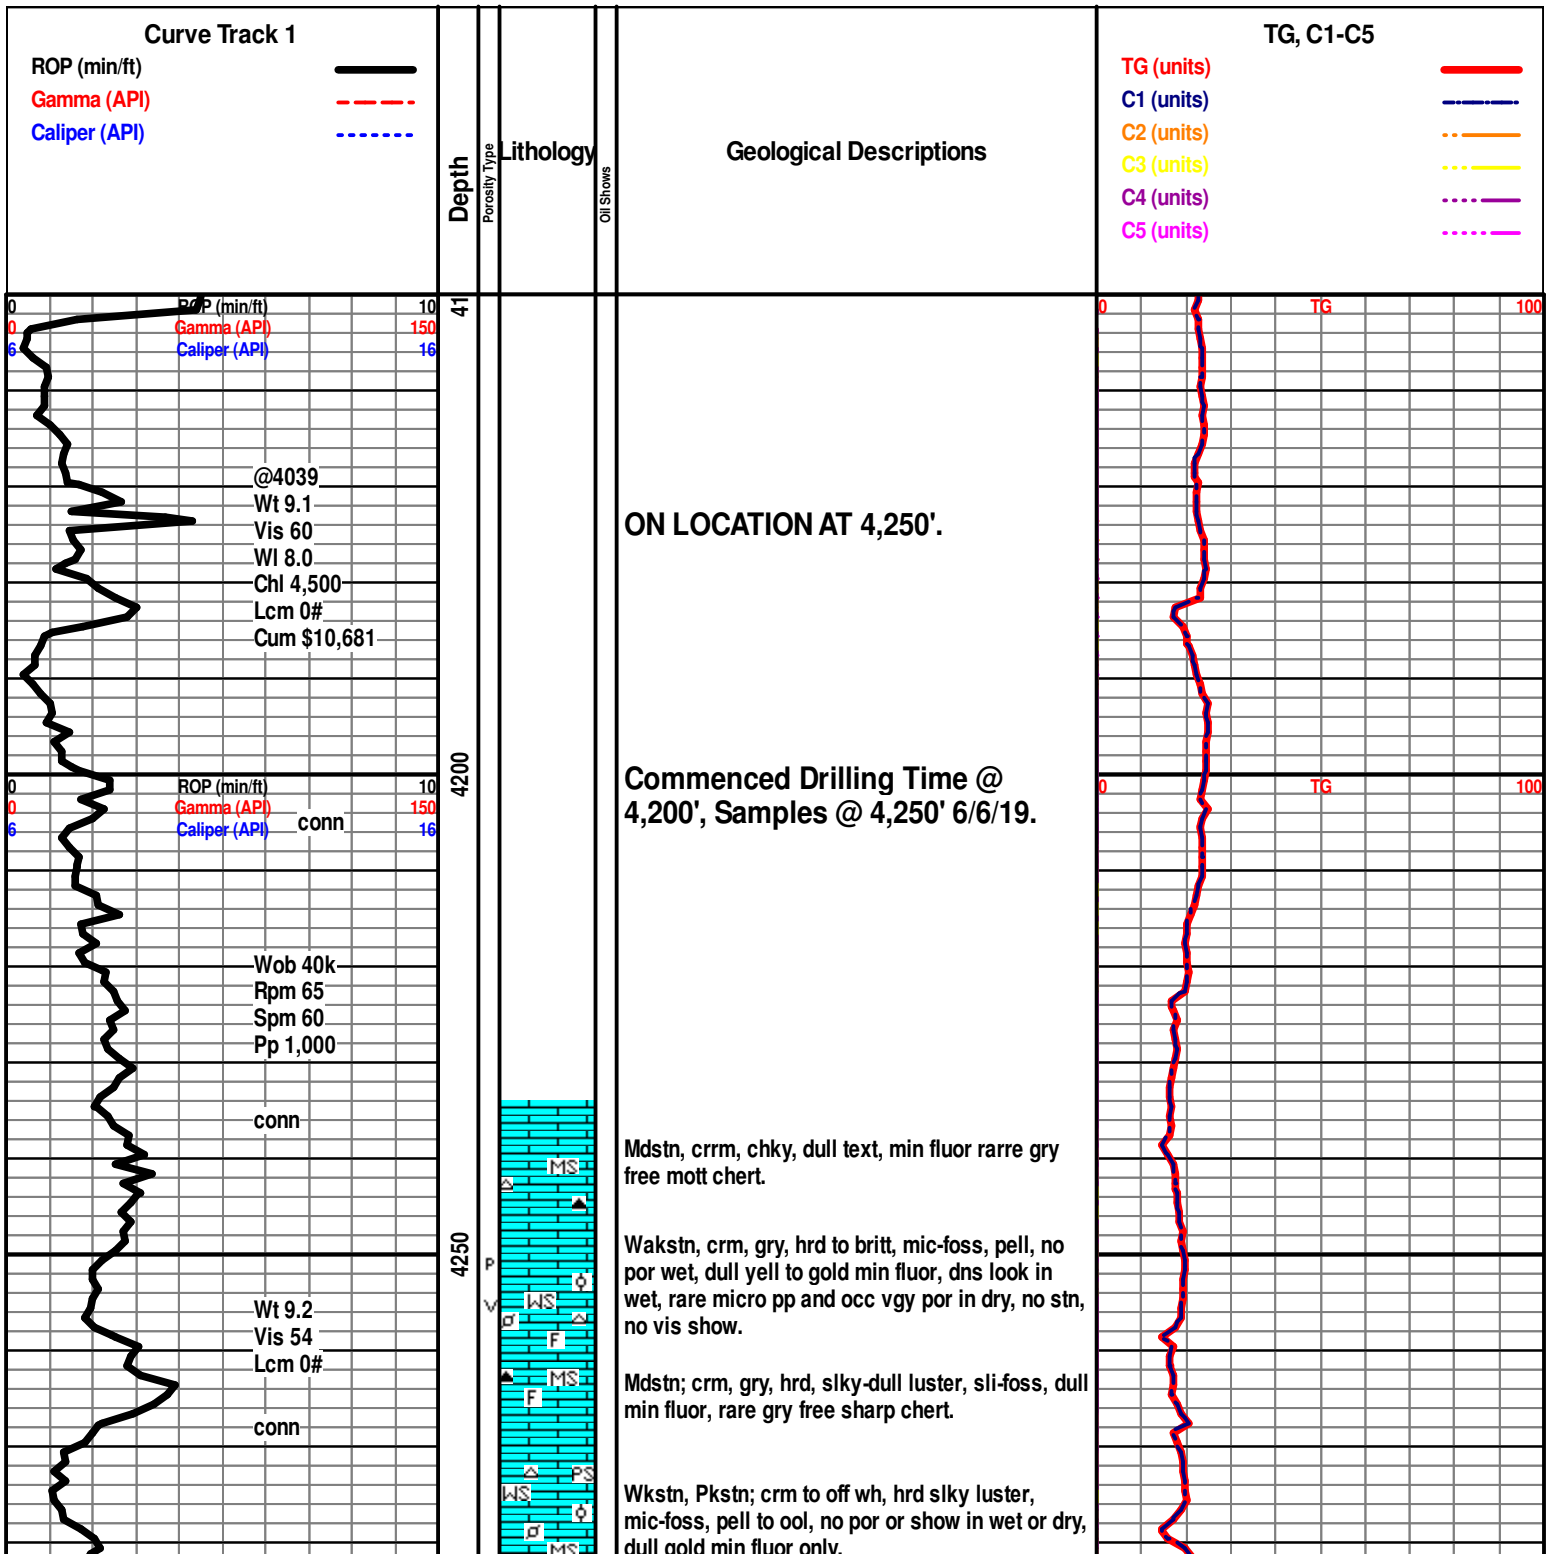 Curve Track 1
ROP (min/ft)
Gamma (API)
Caliper (API)
Depth
Porosity Type
Lithology
Oil Shows
Geological Descriptions
TG, C1-C5
TG (units)
C1 (units)
C2 (units)
C3 (units)
C4 (units)
C5 (units)
0 ROP (min/ft) 10
0 Gamma (API) 150
6 Caliper (API) 16
41
0 TG 100
@4039
Wt 9.1
Vis 60
Wl 8.0
Chl 4,500
Lcm 0#
Cum $10,681
ON LOCATION AT 4,250'.
4200
Commenced Drilling Time @
4,200', Samples @ 4,250' 6/6/19.
0 ROP (min/ft) 10
0 Gamma (API) 150
6 Caliper (API) 16
0 TG 100
conn
Wob 40k
Rpm 65
Spm 60
Pp 1,000
conn
MS
Mdstn, crrm, chky, dull text, min fluor rarre gry
free mott chert.
4250
P
V
WS
F
Wakstn, crm, gry, hrd to britt, mic-foss, pell, no
por wet, dull yell to gold min fluor, dns look in
wet, rare micro pp and occ vgy por in dry, no stn,
no vis show.
Wt 9.2
Vis 54
Lcm 0#
MS
F
Mdstn; crm, gry, hrd, slky-dull luster, sli-foss, dull
min fluor, rare gry free sharp chert.
conn
PS
WS
MS
Wkstn, Pkstn; crm to off wh, hrd slky luster,
mic-foss, pell to ool, no por or show in wet or dry,
dull gold min fluor only.